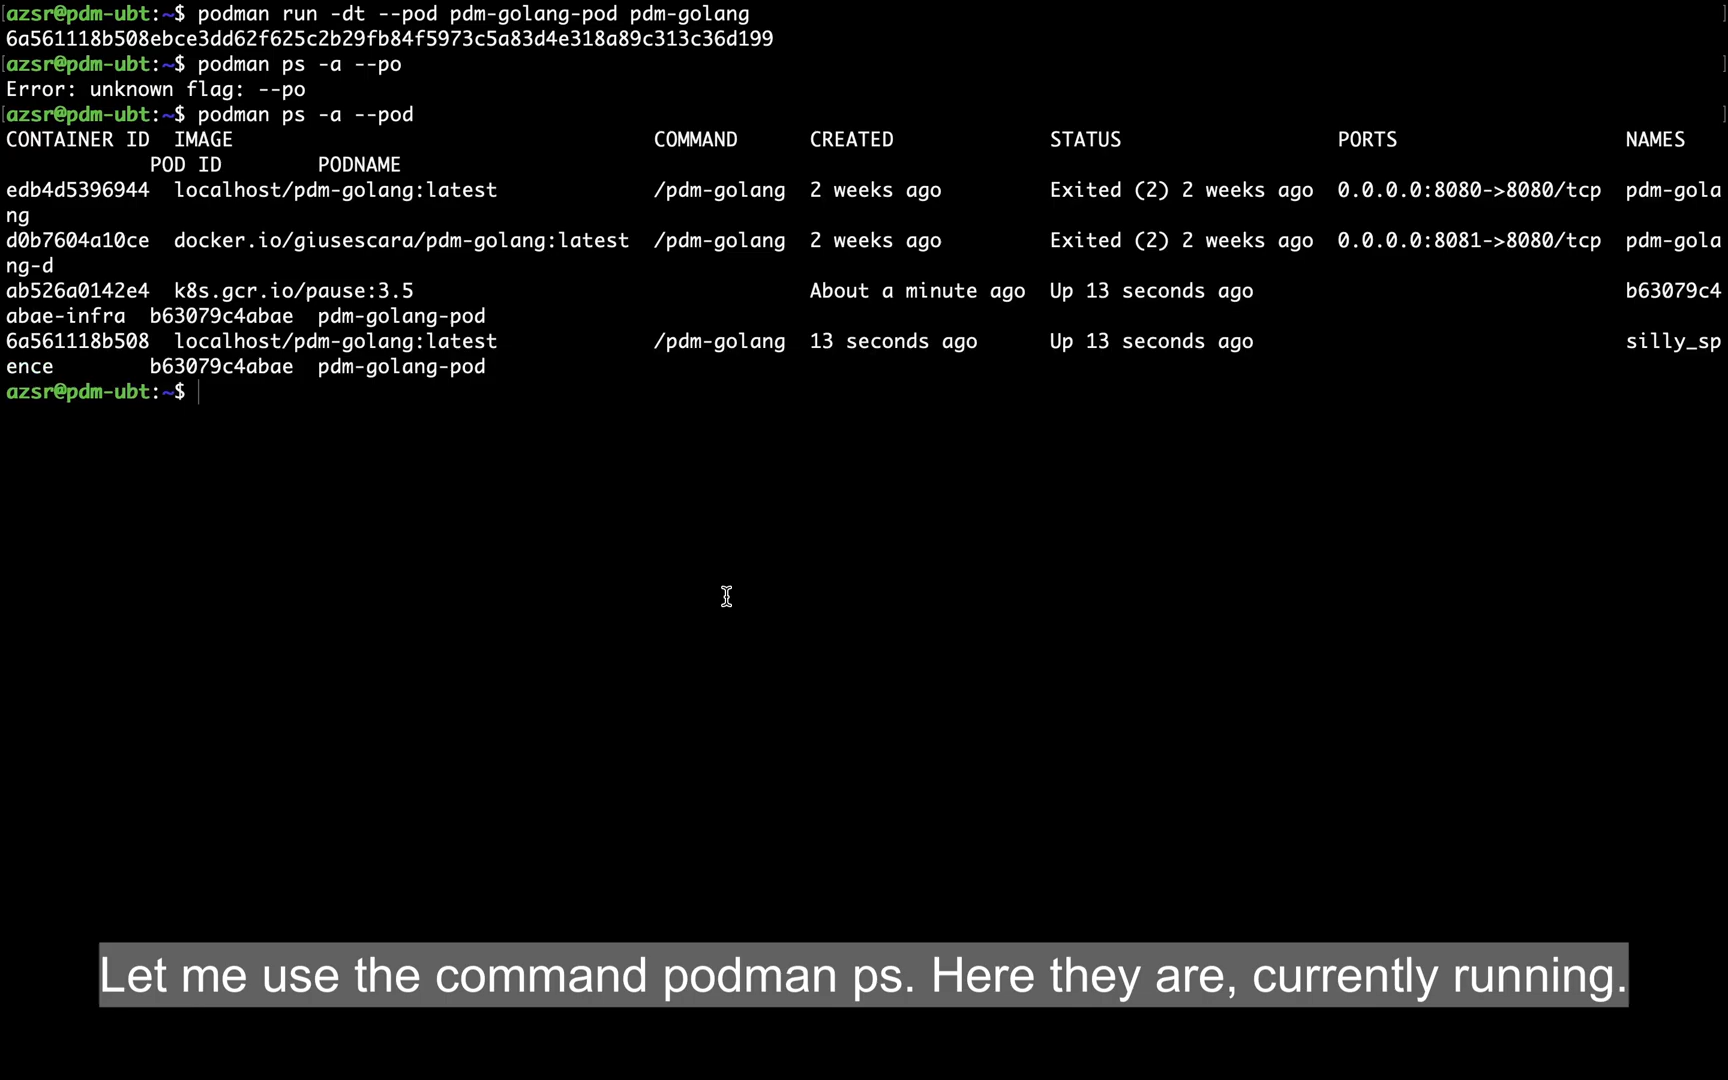 azsr@pdm-ubt:~$ podman run -dt --pod pdm-golang-pod pdm-golang
6a561118b508ebce3dd62f625c2b29fb84f5973c5a83d4e318a89c313c36d199
azsr@pdm-ubt:~$ podman ps -a --po
Error: unknown flag: --po
azsr@pdm-ubt:~$ podman ps -a --pod
CONTAINER ID  IMAGE                                   COMMAND      CREATED             STATUS                  PORTS                   NAMES
            POD ID        PODNAME
edb4d5396944  localhost/pdm-golang:latest             /pdm-golang  2 weeks ago         Exited (2) 2 weeks ago  0.0.0.0:8080->8080/tcp  pdm-gola
ng
d0b7604a10ce  docker.io/giusescara/pdm-golang:latest  /pdm-golang  2 weeks ago         Exited (2) 2 weeks ago  0.0.0.0:8081->8080/tcp  pdm-gola
ng-d
ab526a0142e4  k8s.gcr.io/pause:3.5                                 About a minute ago  Up 13 seconds ago                               b63079c4
abae-infra  b63079c4abae  pdm-golang-pod
6a561118b508  localhost/pdm-golang:latest             /pdm-golang  13 seconds ago      Up 13 seconds ago                               silly_sp
ence        b63079c4abae  pdm-golang-pod
azsr@pdm-ubt:~$
Let me use the command podman ps. Here they are, currently running.